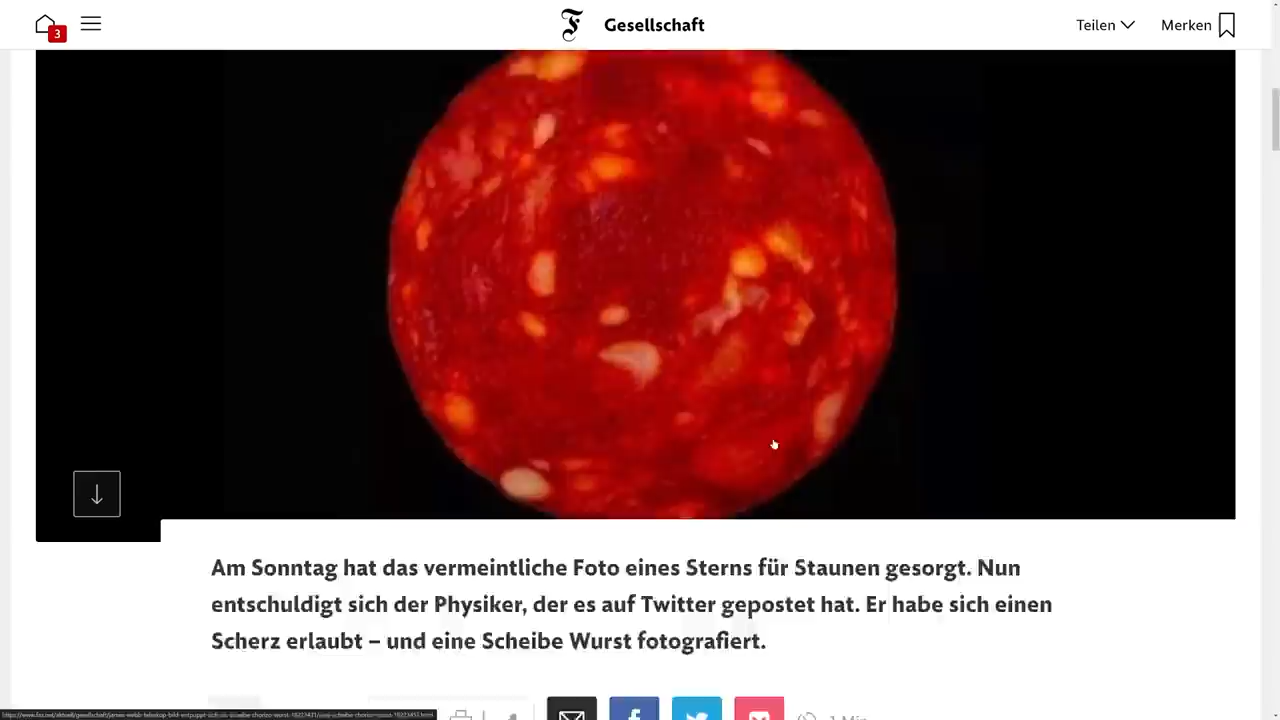 3
Gesellschaft
Teilen
Merken
Am Sonntag hat das vermeintliche Foto eines Sterns für Staunen gesorgt. Nun
entschuldigt sich der Physiker, der es auf Twitter gepostet hat. Er habe sich einen
Scherz erlaubt – und eine Scheibe Wurst fotografiert.